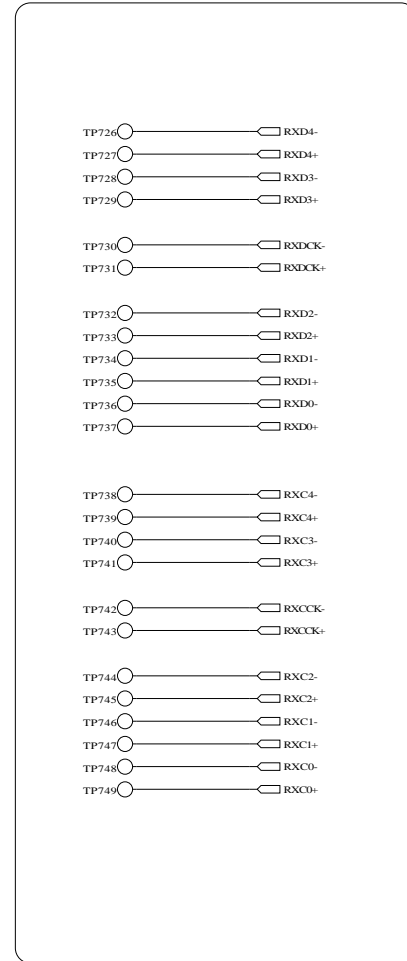 TP726 RXD4-
TP727 RXD4+
TP728 RXD3-
TP729 RXD3+
TP730 RXDCK-
TP731 RXDCK+
TP732 RXD2-
TP733 RXD2+
TP734 RXD1-
TP735 RXD1+
TP736 RXD0-
TP737 RXD0+
TP738 RXC4-
TP739 RXC4+
TP740 RXC3-
TP741 RXC3+
TP742 RXCCK-
TP743 RXCCK+
TP744 RXC2-
TP745 RXC2+
TP746 RXC1-
TP747 RXC1+
TP748 RXC0-
TP749 RXC0+